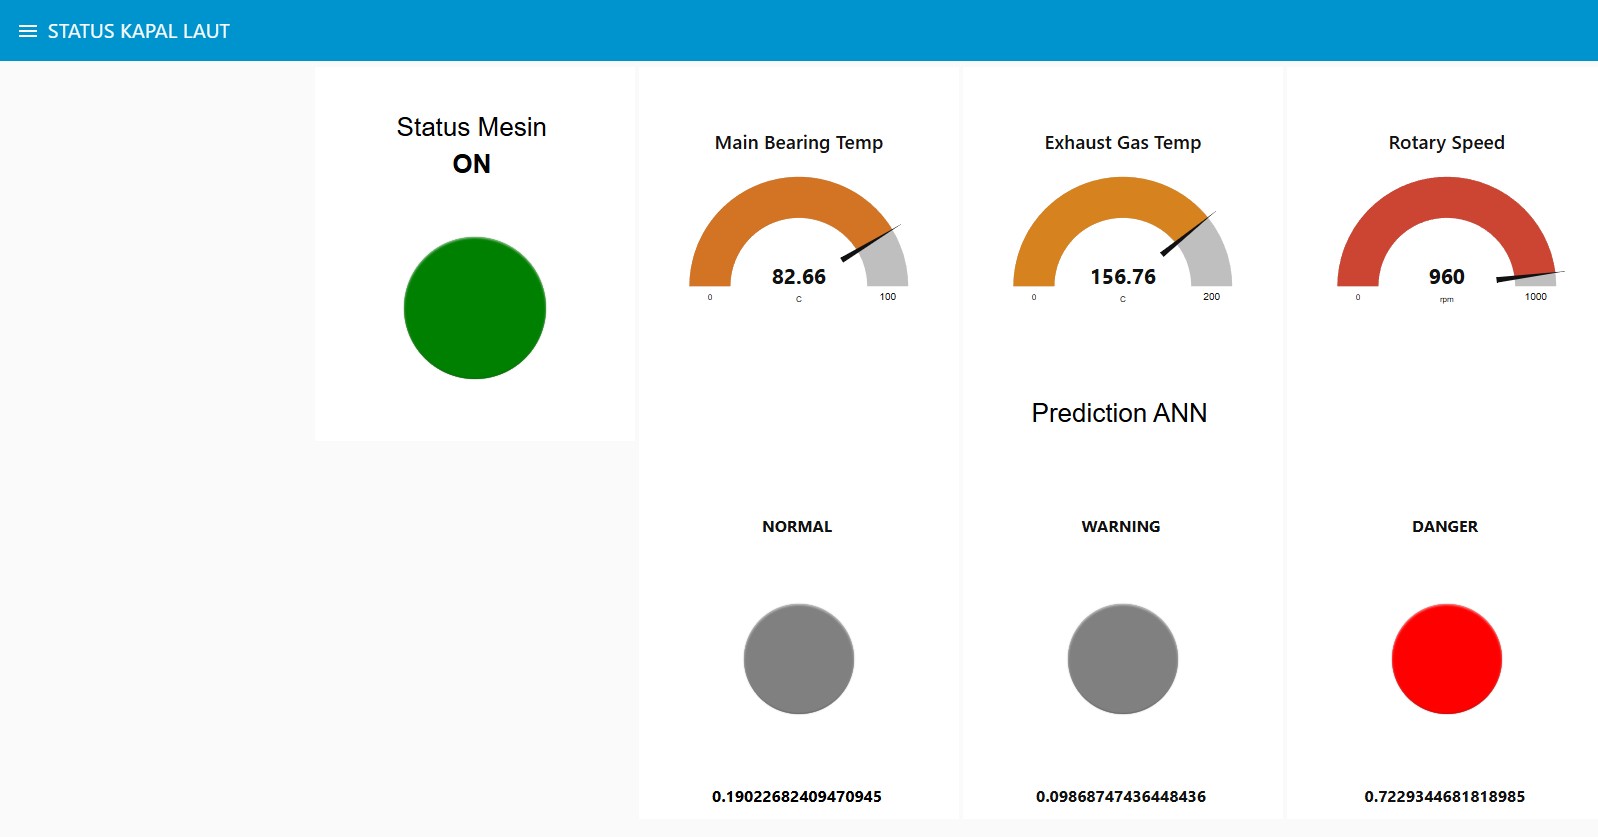 STATUS KAPAL LAUT
Status Mesin
ON
Main Bearing Temp
82.66
0
C
100
Exhaust Gas Temp
156.76
0
C
200
Rotary Speed
960
0
rpm
1000
Prediction ANN
NORMAL
WARNING
DANGER
0.19022682409470945
0.09868747436448436
0.7229344681818985